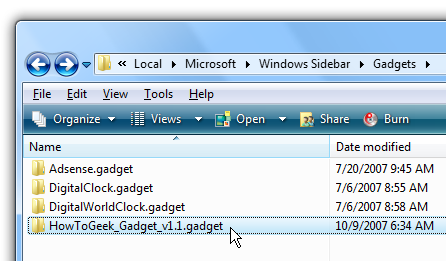 « Local ▸ Microsoft ▸ Windows Sidebar ▸ Gadgets ▸
File Edit View Tools Help
Organize Views Open Share Burn
Name Date modified
Adsense.gadget 7/20/2007 9:45 AM
DigitalClock.gadget 7/6/2007 8:55 AM
DigitalWorldClock.gadget 7/6/2007 8:58 AM
HowToGeek_Gadget_v1.1.gadget 10/9/2007 6:34 AM